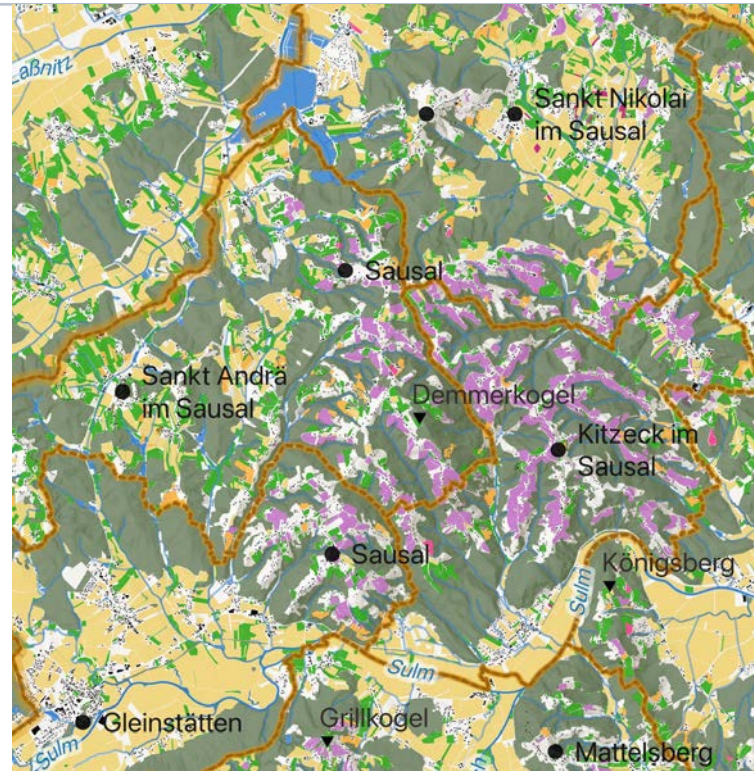 Laßnitz
Sankt Nikolai
im Sausal
Sausal
Sankt Andrä
im Sausal
Demmerkogel
Kitzeck im
Sausal
Sausal
Königsberg
Sulm
Sulm
Gleinstätten
Grillkogel
Sulm
Mattelsberg